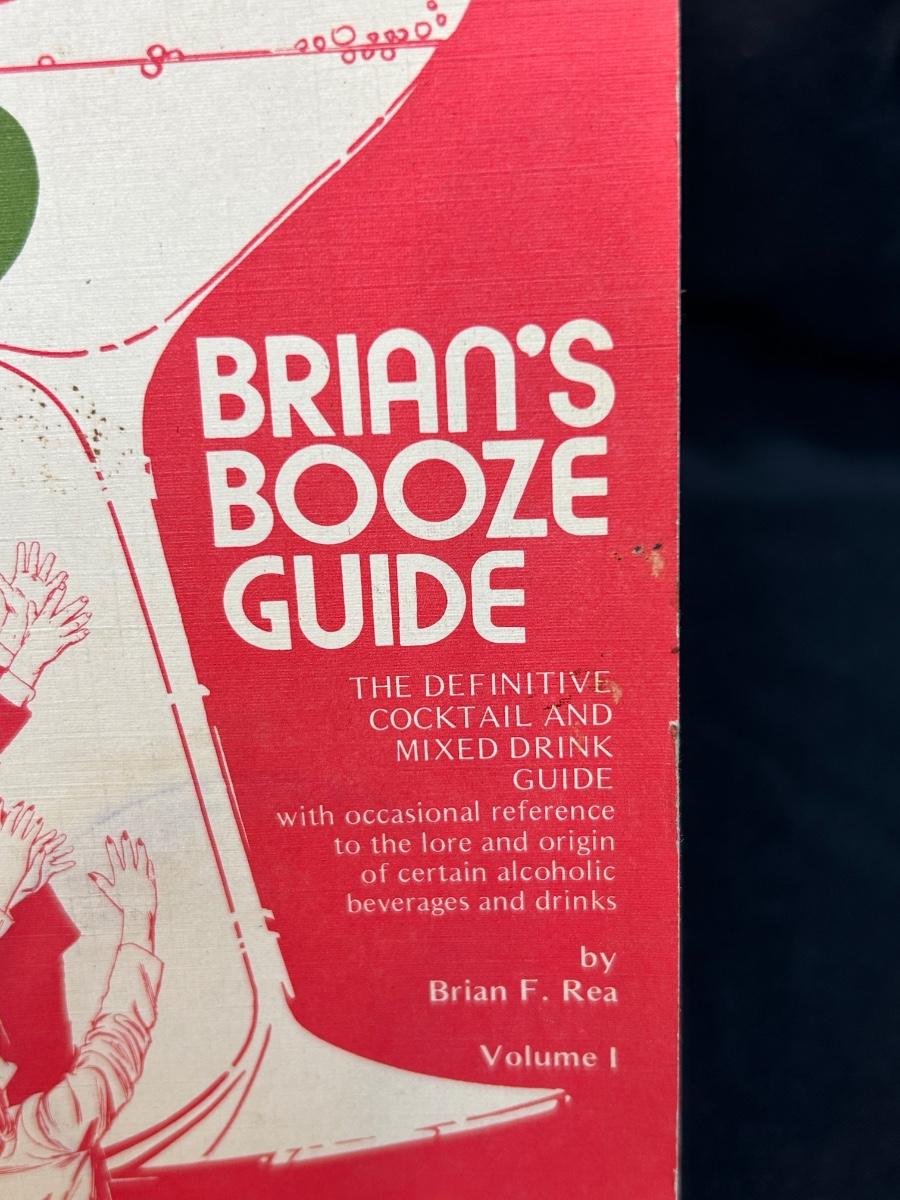 BRIAN'S
BOOZE
GUIDE
THE DEFINITIVE
COCKTAIL AND
MIXED DRINK
GUIDE
with occasional reference
to the lore and origin
of certain alcoholic
beverages and drinks
by
Brian F. Rea
Volume I